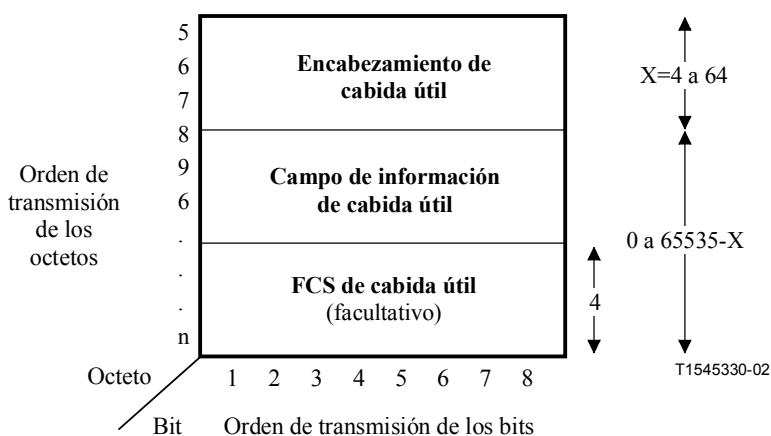 5
6
7
8
9
6
.
.
.
n
Orden de
transmisión
de los
octetos
Encabezamiento de
cabida útil
Campo de información
de cabida útil
FCS de cabida útil
(facultativo)
X=4 a 64
0 a 65535-X
4
T1545330-02
Octeto
1 2 3 4 5 6 7 8
Bit
Orden de transmisión de los bits